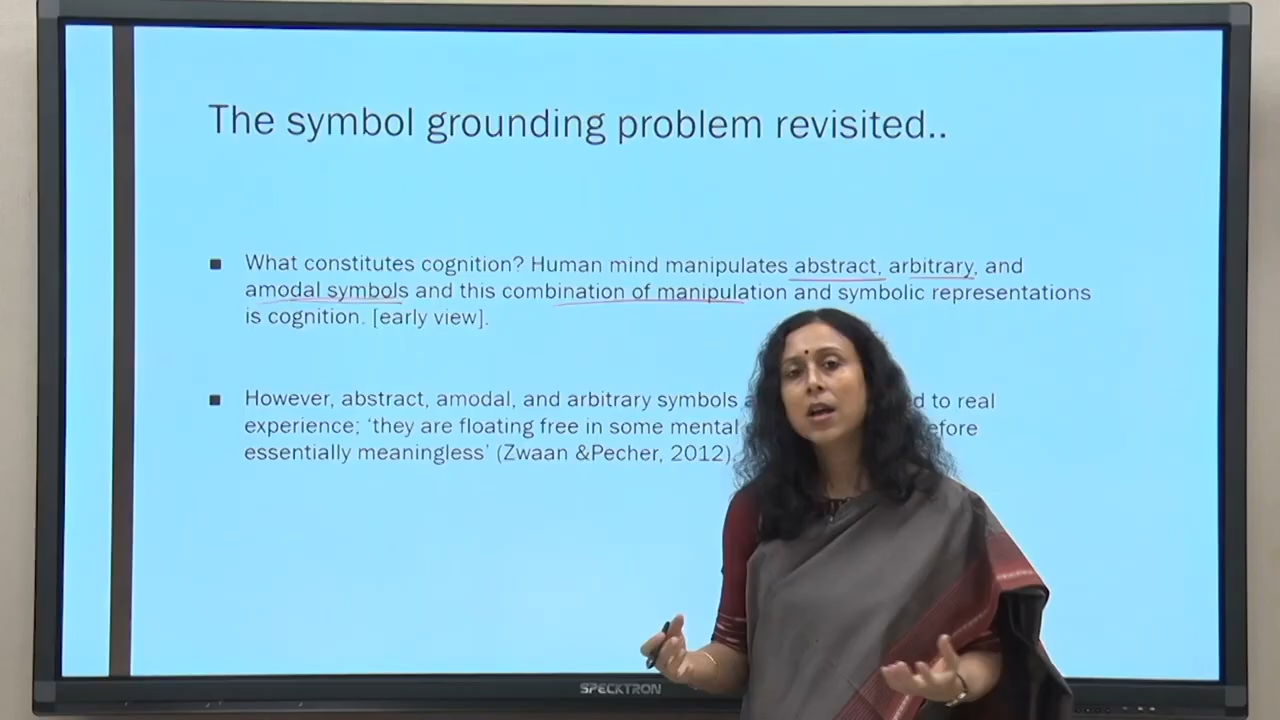 The symbol grounding problem revisited..
■ What constitutes cognition? Human mind manipulates abstract, arbitrary, and
amodal symbols and this combination of manipulation and symbolic representations
is cognition. [early view].
■ However, abstract, amodal, and arbitrary symbols to real
experience; 'they are floating free in some mental
essentially meaningless' (Zwaan &Pecher, 2012).
SPECKTRON